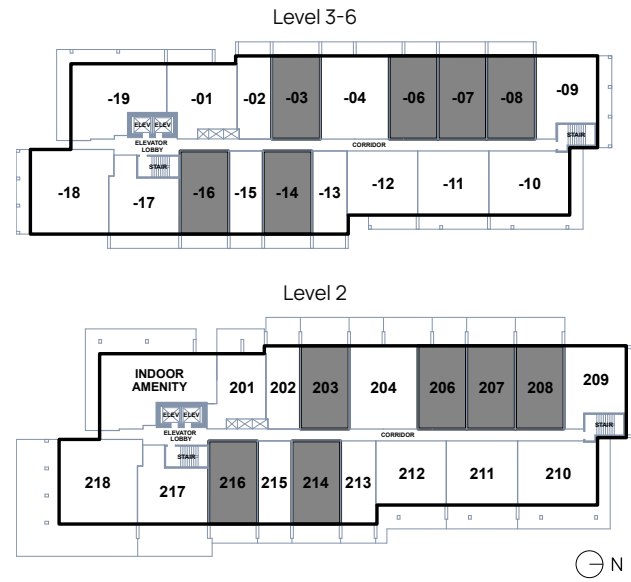 Level 3-6
-19
-01
-02
-03
-04
-06
-07
-08
-09
ELEV
ELEV
ELEVATOR
LOBBY
CORRIDOR
STAIR
STAIR
-18
-17
-16
-15
-14
-13
-12
-11
-10
Level 2
INDOOR
AMENITY
201
202
203
204
206
207
208
209
ELEV
ELEV
ELEVATOR
LOBBY
CORRIDOR
STAIR
STAIR
218
217
216
215
214
213
212
211
210
N